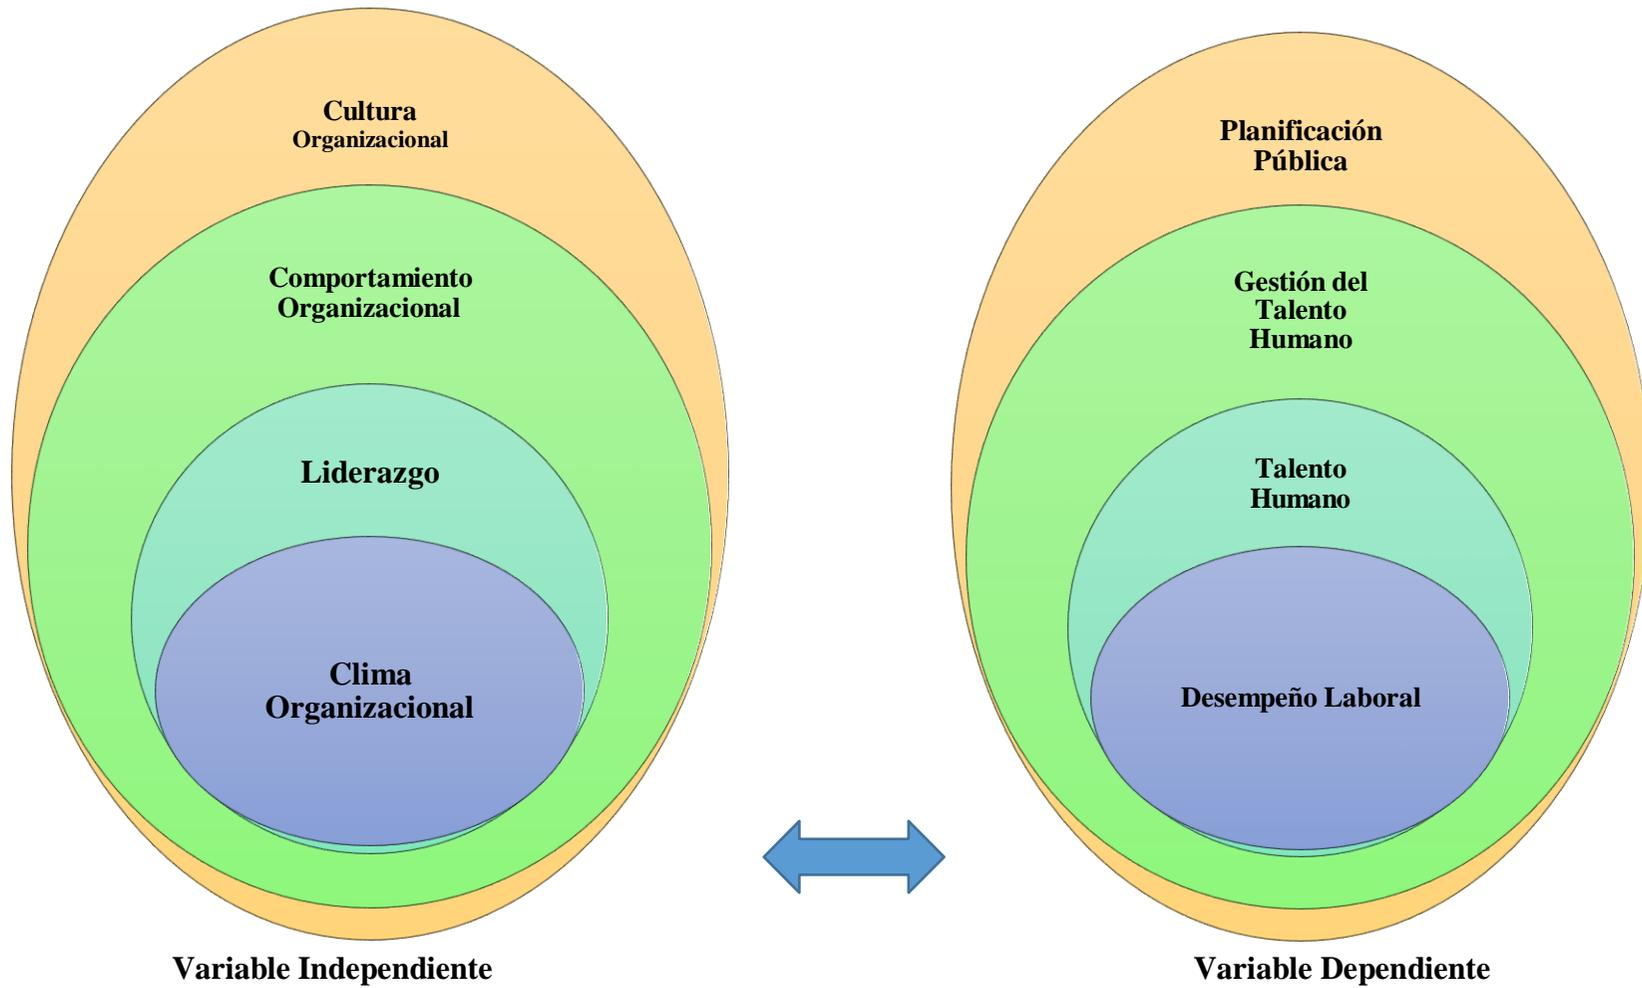 Cultura
Organizacional
Comportamiento
Organizacional
Liderazgo
Clima
Organizacional
Variable Independiente
Planificación
Pública
Gestión del
Talento
Humano
Talento
Humano
Desempeño Laboral
Variable Dependiente